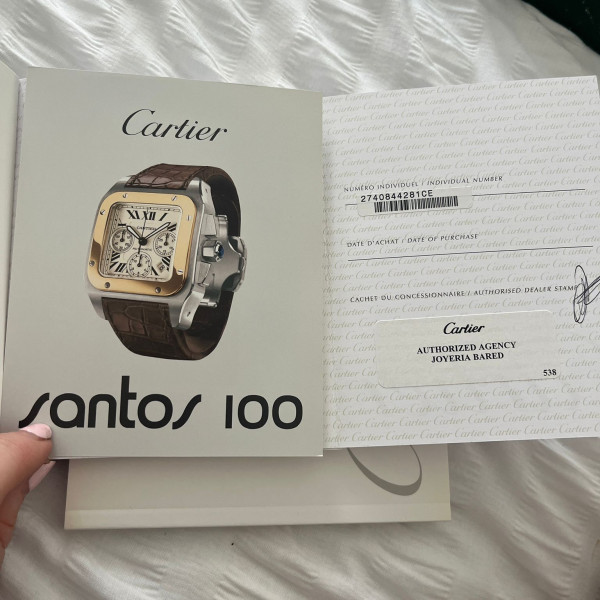 Cartier
santos 100
NUMÉRO INDIVIDUEL / INDIVIDUAL NUMBER
2740844281CE
DATE D'ACHAT / DATE OF PURCHASE
CACHET DU CONCESSIONNAIRE / AUTHORISED DEALER STAMP
Cartier
AUTHORIZED AGENCY
JOYERIA BARED
538